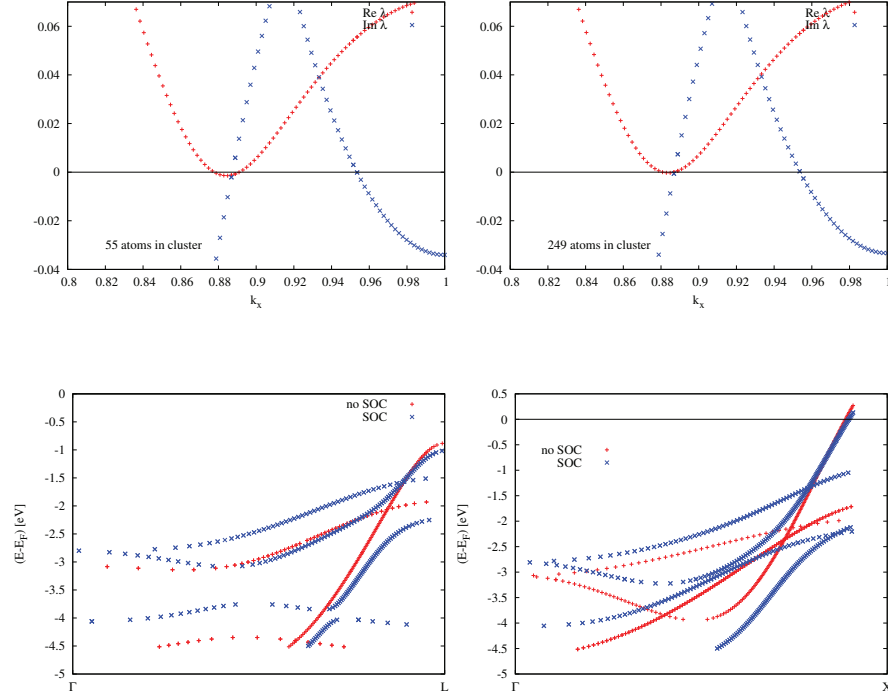 Re λ
Im λ
0.06
0.04
0.02
0
-0.02
-0.04
55 atoms in cluster
0.8 0.82 0.84 0.86 0.88 0.9 0.92 0.94 0.96 0.98 1
k_x
Re λ
Im λ
0.06
0.04
0.02
0
-0.02
-0.04
249 atoms in cluster
0.8 0.82 0.84 0.86 0.88 0.9 0.92 0.94 0.96 0.98 1
k_x
0
-0.5
-1
-1.5
-2
-2.5
-3
-3.5
-4
-4.5
-5
(E-E_F) [eV]
no SOC
SOC
Γ L
0.5
0
-0.5
-1
-1.5
-2
-2.5
-3
-3.5
-4
-4.5
-5
(E-E_F) [eV]
no SOC
SOC
Γ X